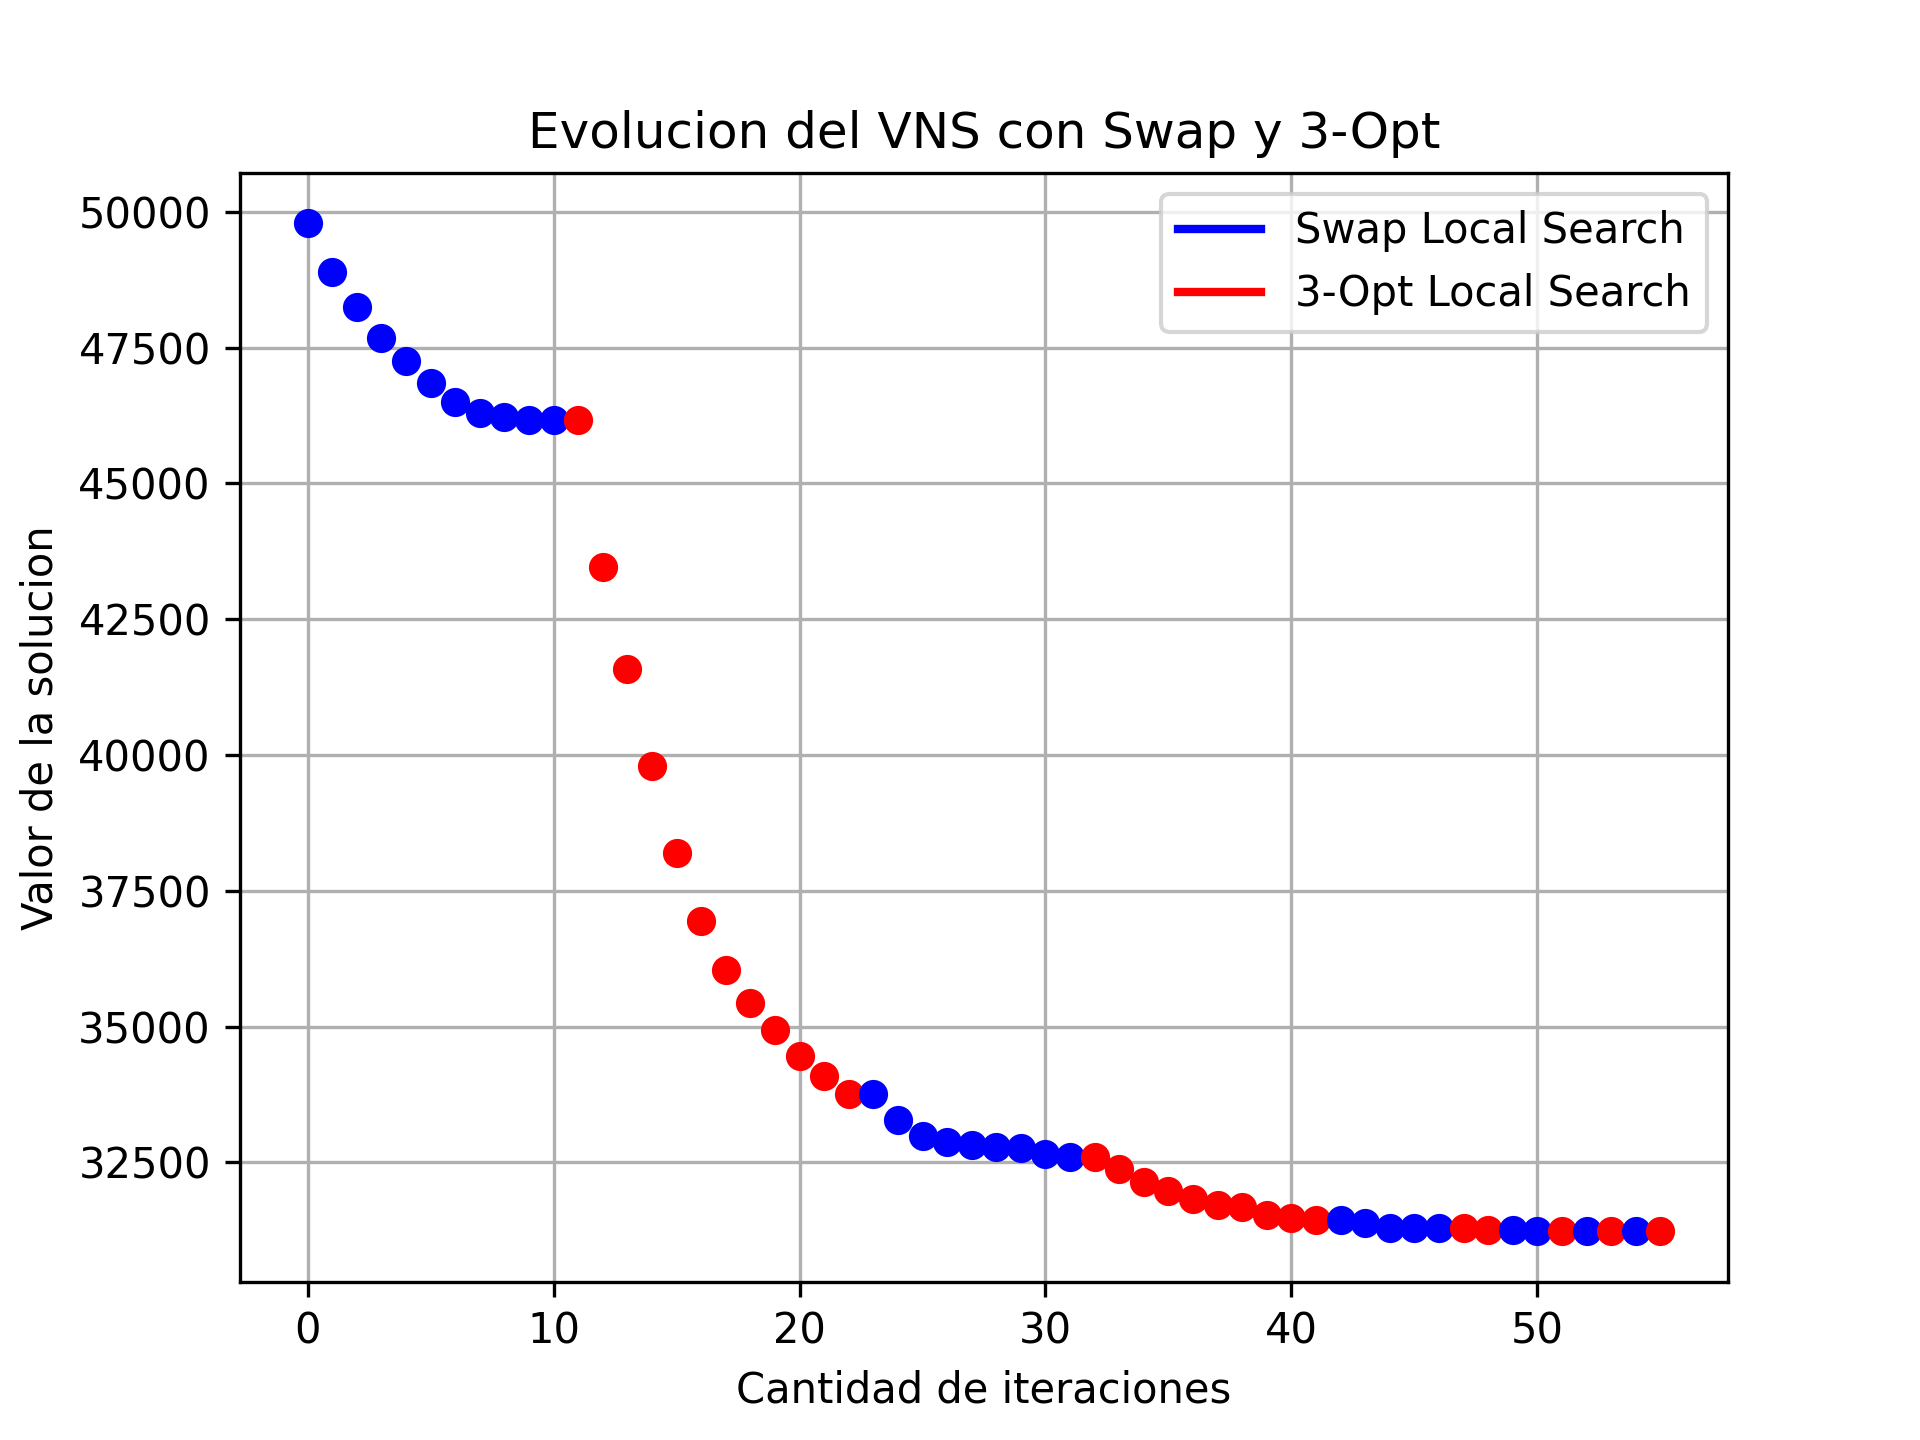 Evolucion del VNS con Swap y 3-Opt
Swap Local Search
3-Opt Local Search
50000
47500
45000
42500
40000
37500
35000
32500
Valor de la solucion
0 10 20 30 40 50
Cantidad de iteraciones